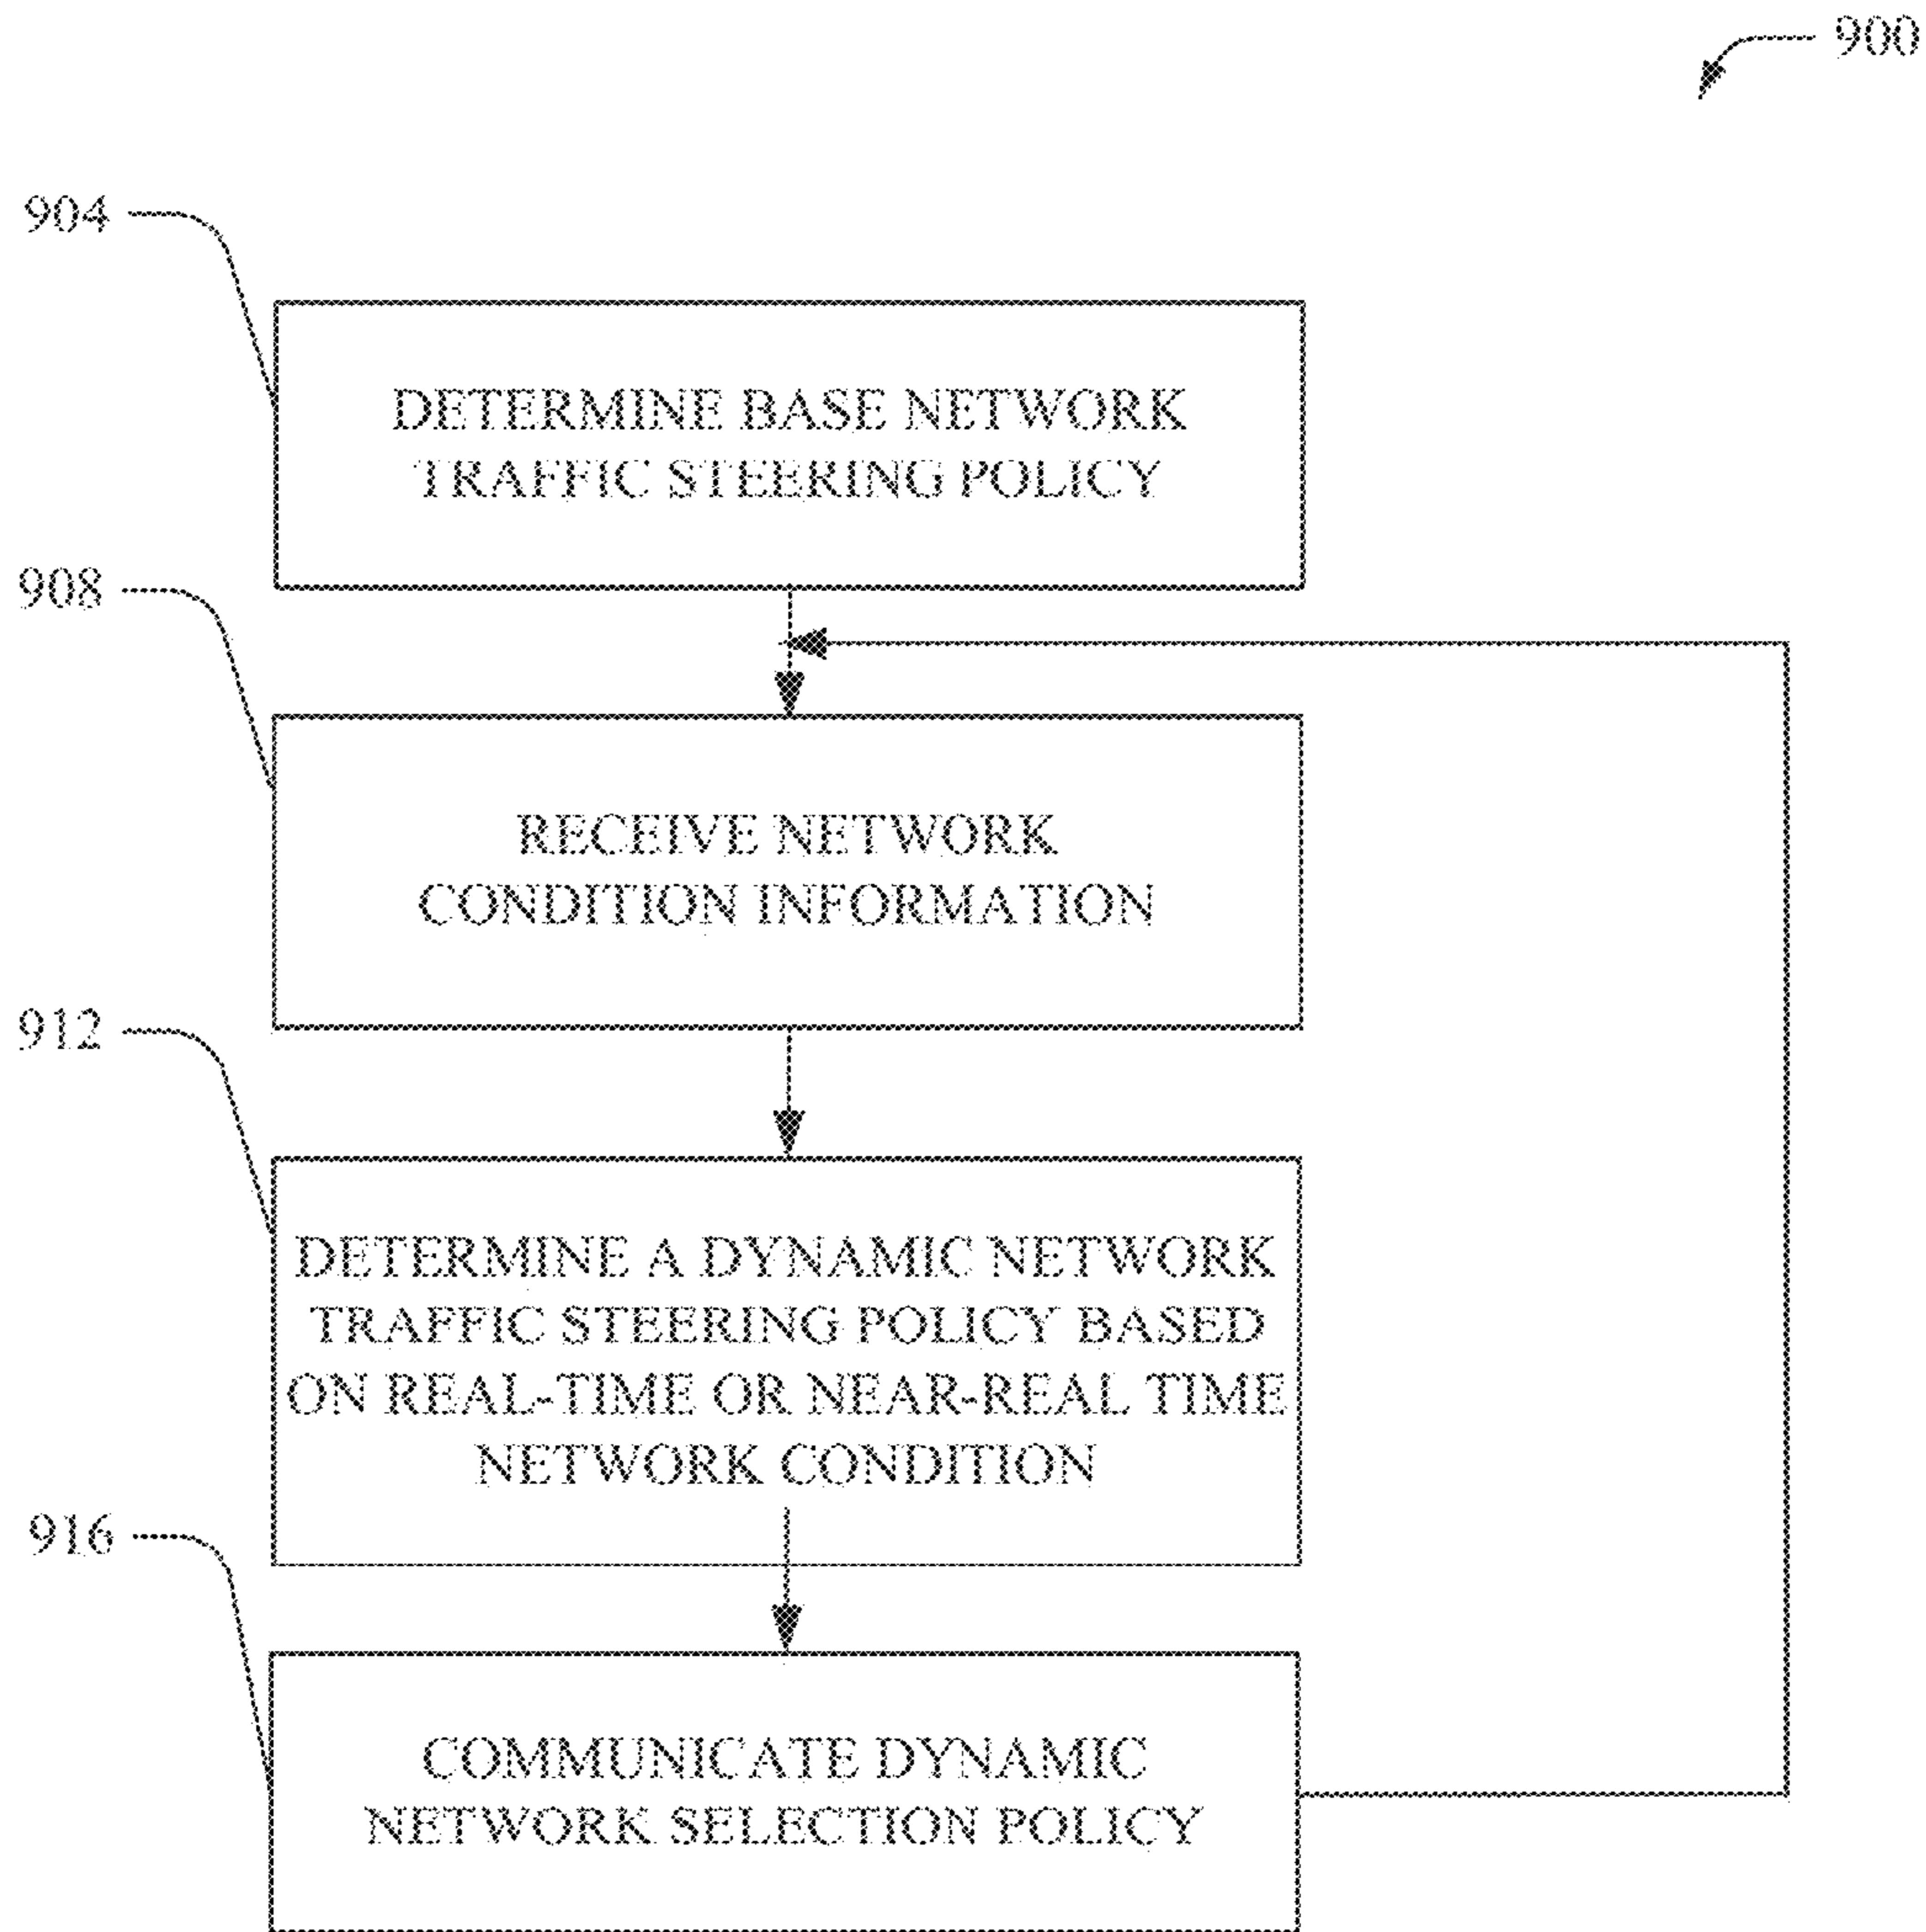 900
904
DETERMINE BASE NETWORK
TRAFFIC STEERING POLICY
908
RECEIVE NETWORK
CONDITION INFORMATION
912
DETERMINE A DYNAMIC NETWORK
TRAFFIC STEERING POLICY BASED
ON REAL-TIME OR NEAR-REAL TIME
NETWORK CONDITION
916
COMMUNICATE DYNAMIC
NETWORK SELECTION POLICY